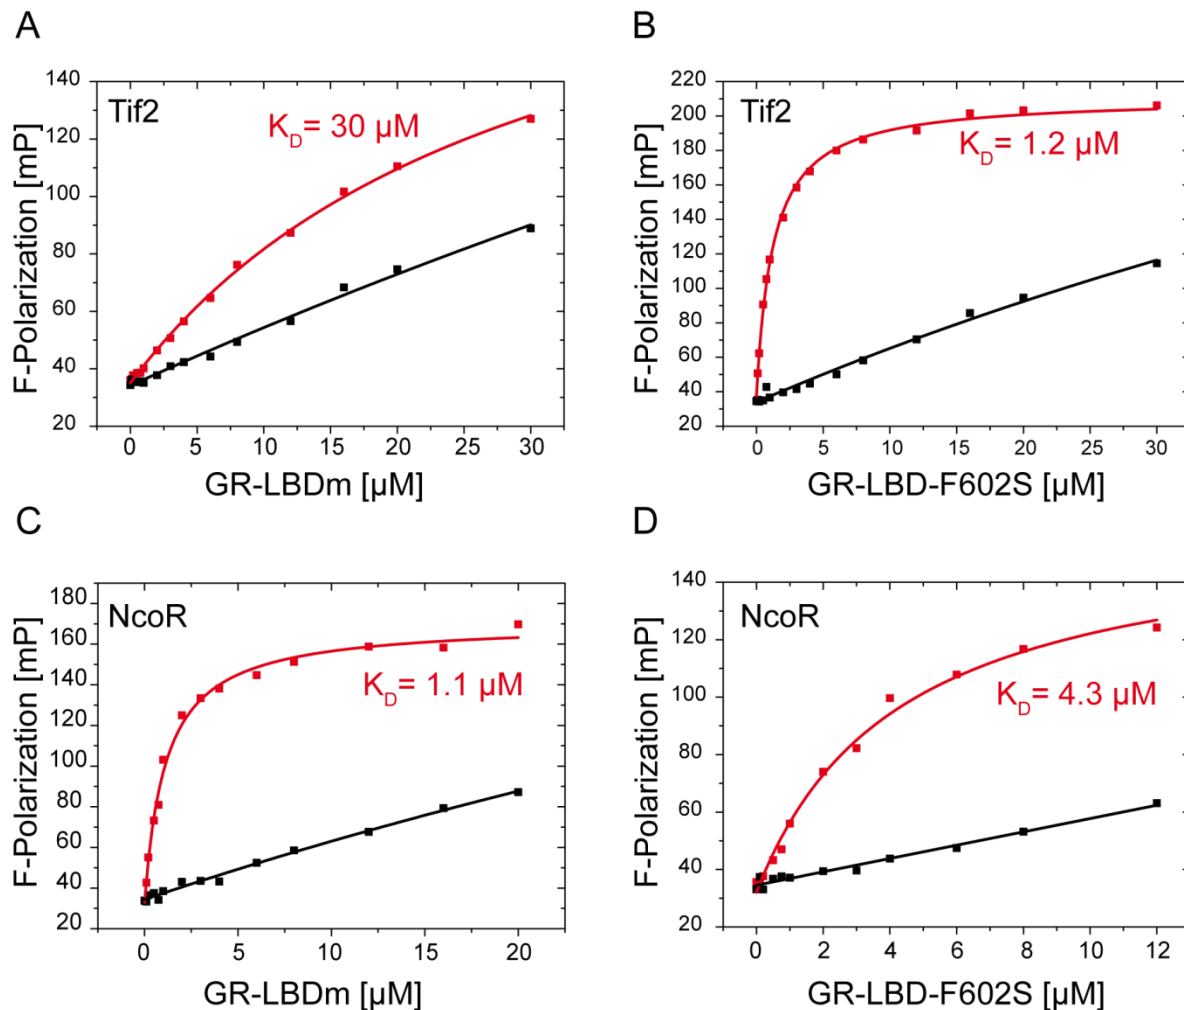 A
140
120
100
80
60
40
20
F-Polarization [mP]
Tif2
K_D= 30 µM
0 5 10 15 20 25 30
GR-LBDm [µM]
B
220
200
180
160
140
120
100
80
60
40
20
F-Polarization [mP]
Tif2
K_D= 1.2 µM
0 5 10 15 20 25 30
GR-LBD-F602S [µM]
C
180
160
140
120
100
80
60
40
20
F-Polarization [mP]
NcoR
K_D= 1.1 µM
0 5 10 15 20
GR-LBDm [µM]
D
140
120
100
80
60
40
20
F-Polarization [mP]
NcoR
K_D= 4.3 µM
0 2 4 6 8 10 12
GR-LBD-F602S [µM]